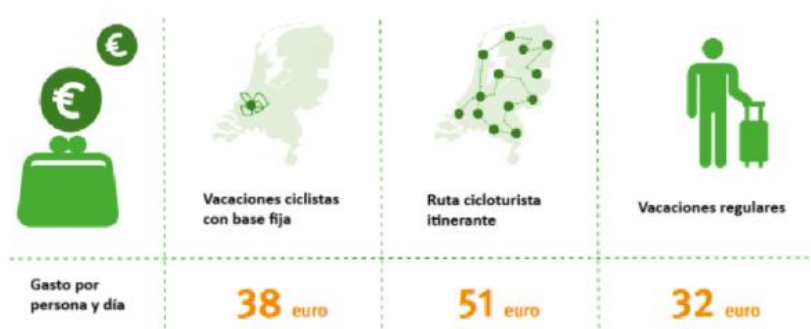 €
€
Vacaciones ciclistas
con base fija
Ruta cicloturista
itinerante
Vacaciones regulares
Gasto por
persona y día
38 euro
51 euro
32 euro